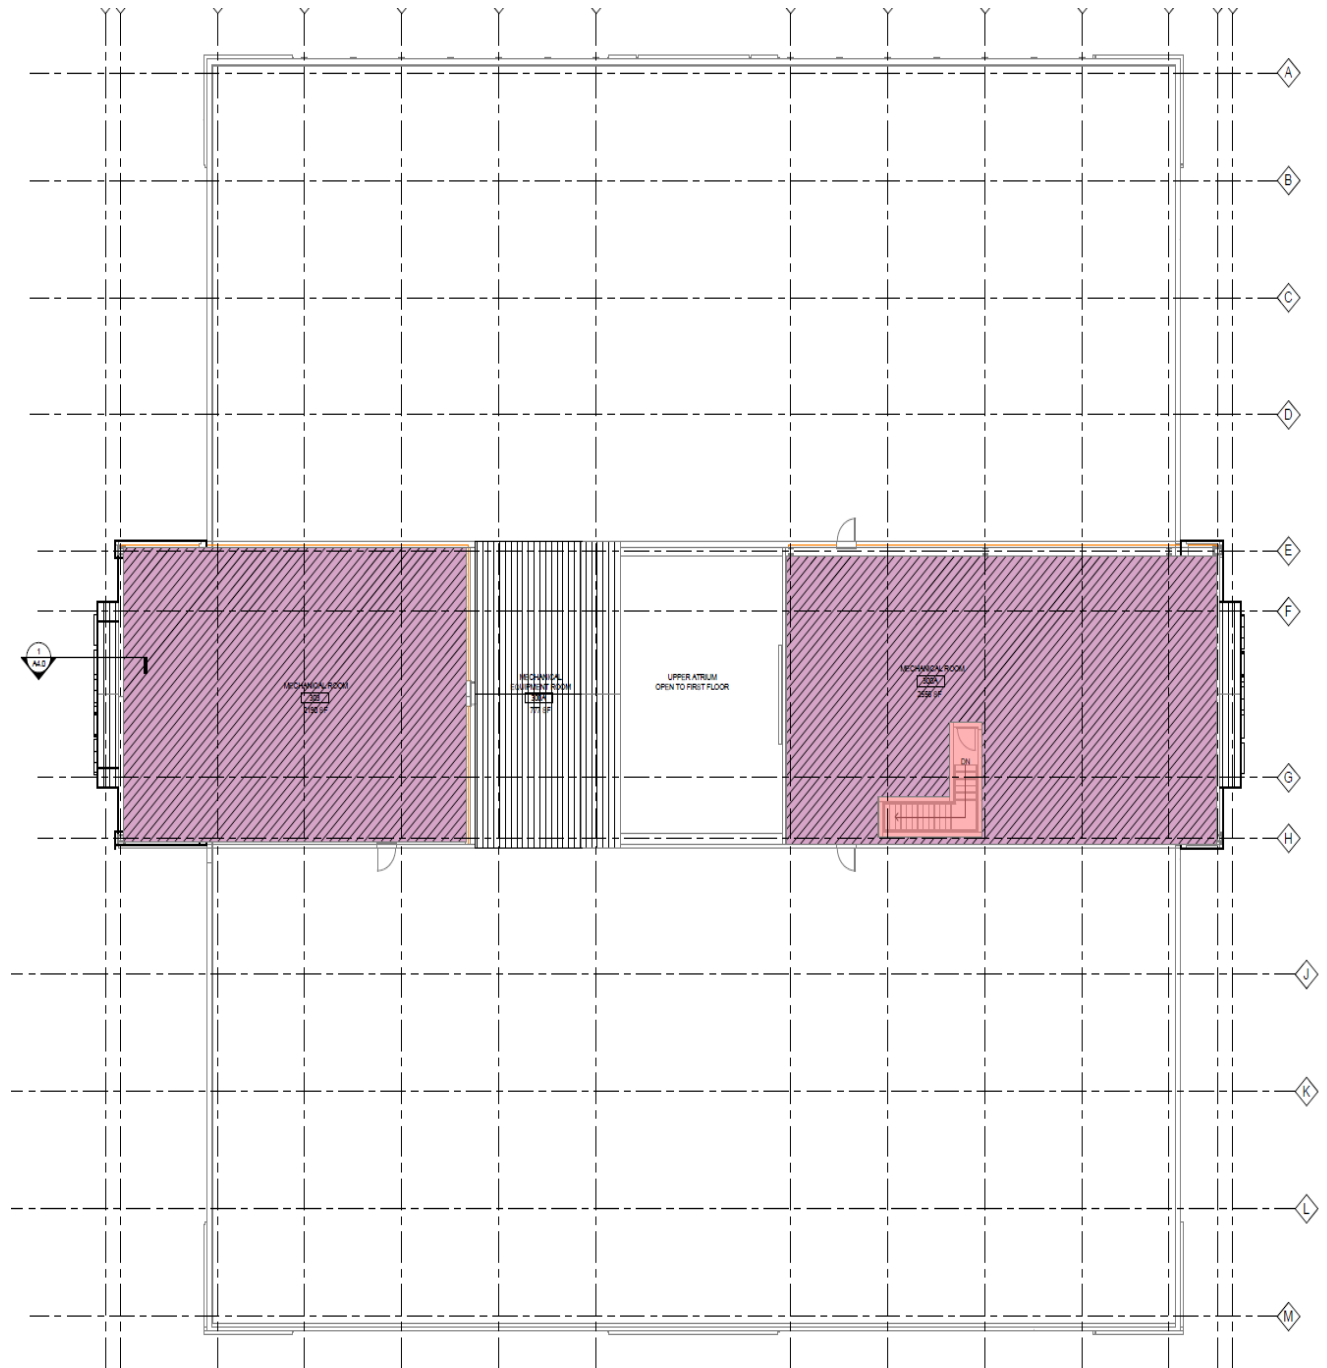 A
B
C
D
E
F
1
A4.0
MECHANICAL ROOM
MECHANICAL
EQUIPMENT ROOM
UPPER ATRIUM
OPEN TO FIRST FLOOR
MECHANICAL ROOM
DN
G
H
J
K
L
M